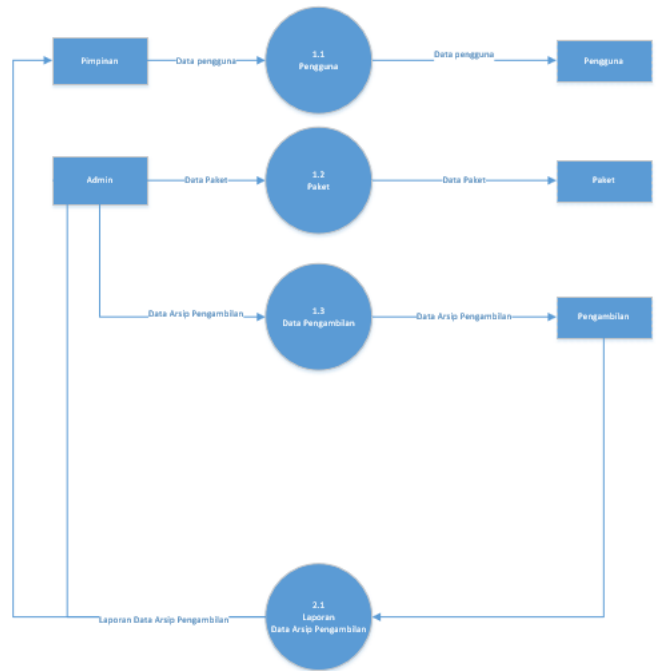 1.1
Pimpinan
Data pengguna
Pengguna
Data pengguna
Pengguna
Admin
Data Paket
1.2
Paket
Data Paket
Paket
Data Arsip Pengambilan
1.3
Data Pengambilan
Data Arsip Pengambilan
Pengambilan
Laporan Data Arsip Pengambilan
2.1
Laporan
Data Arsip Pengambilan